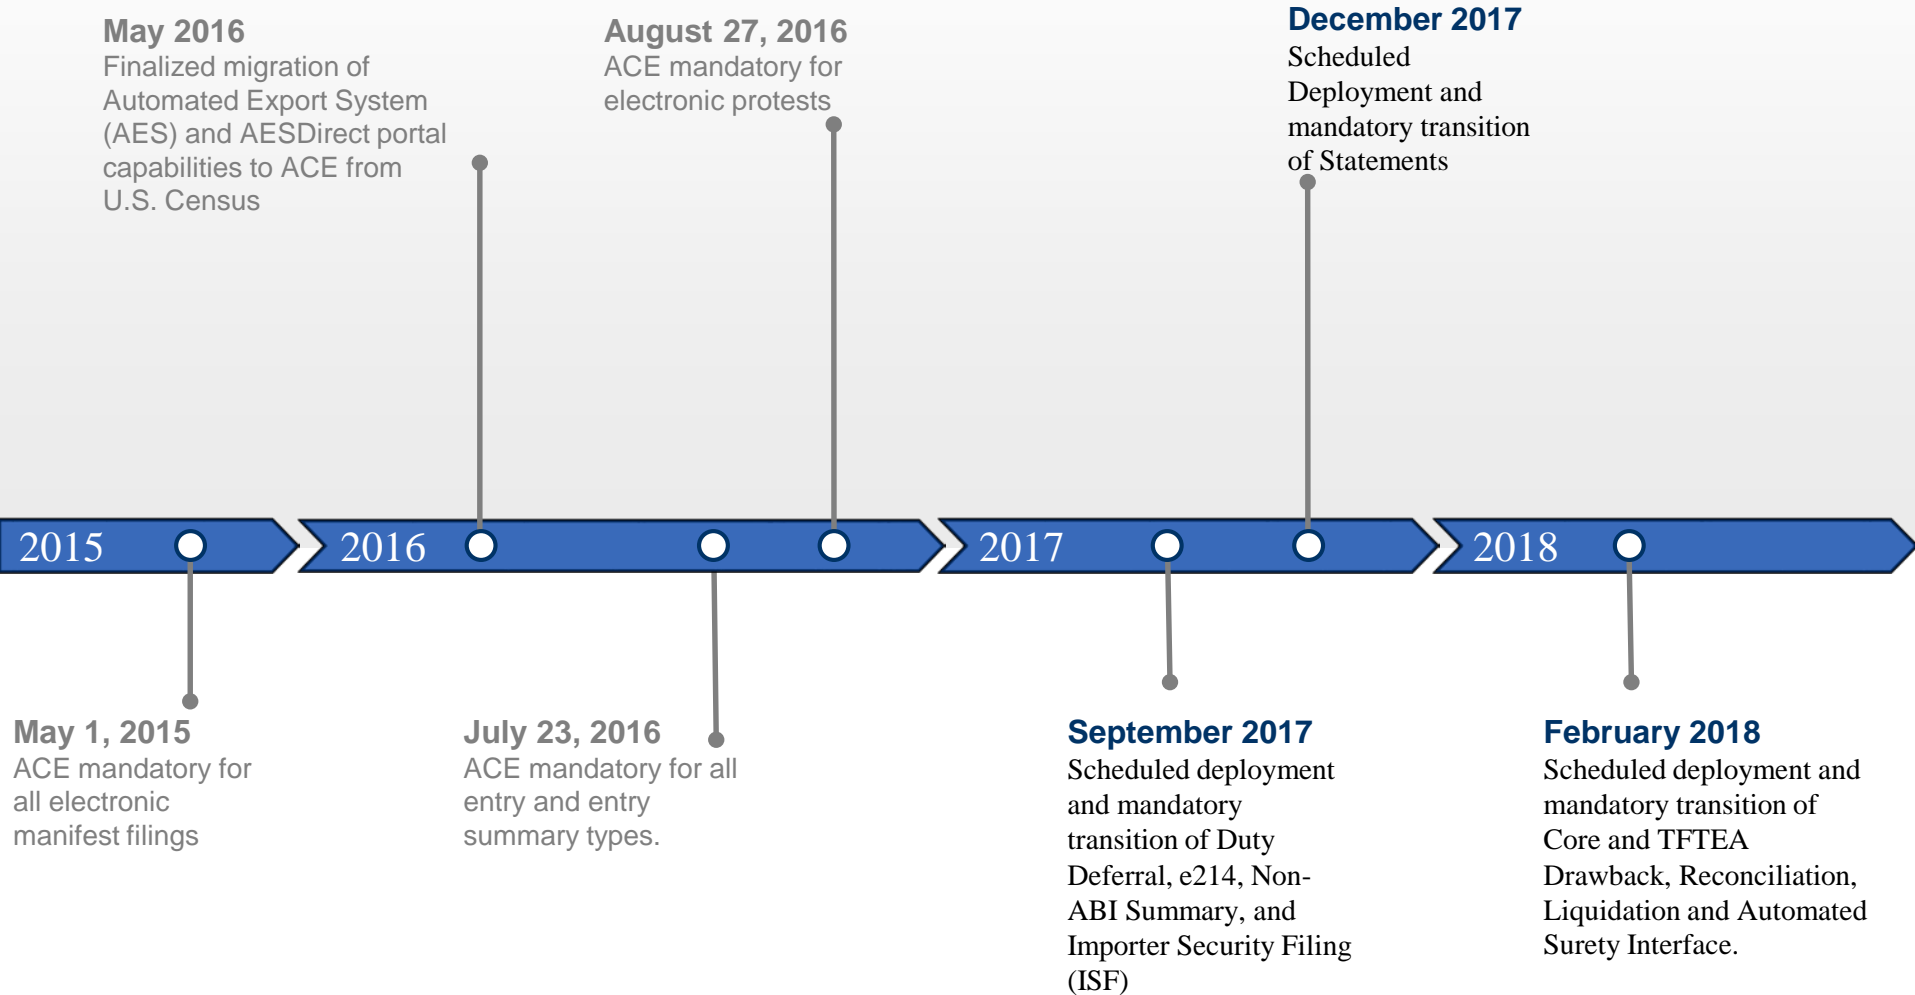 May 2016
Finalized migration of
Automated Export System
(AES) and AESDirect portal
capabilities to ACE from
U.S. Census
August 27, 2016
ACE mandatory for
electronic protests
December 2017
Scheduled
Deployment and
mandatory transition
of Statements
2015
2016
2017
2018
May 1, 2015
ACE mandatory for
all electronic
manifest filings
July 23, 2016
ACE mandatory for all
entry and entry
summary types.
September 2017
Scheduled deployment
and mandatory
transition of Duty
Deferral, e214, Non-
ABI Summary, and
Importer Security Filing
(ISF)
February 2018
Scheduled deployment and
mandatory transition of
Core and TFTEA
Drawback, Reconciliation,
Liquidation and Automated
Surety Interface.